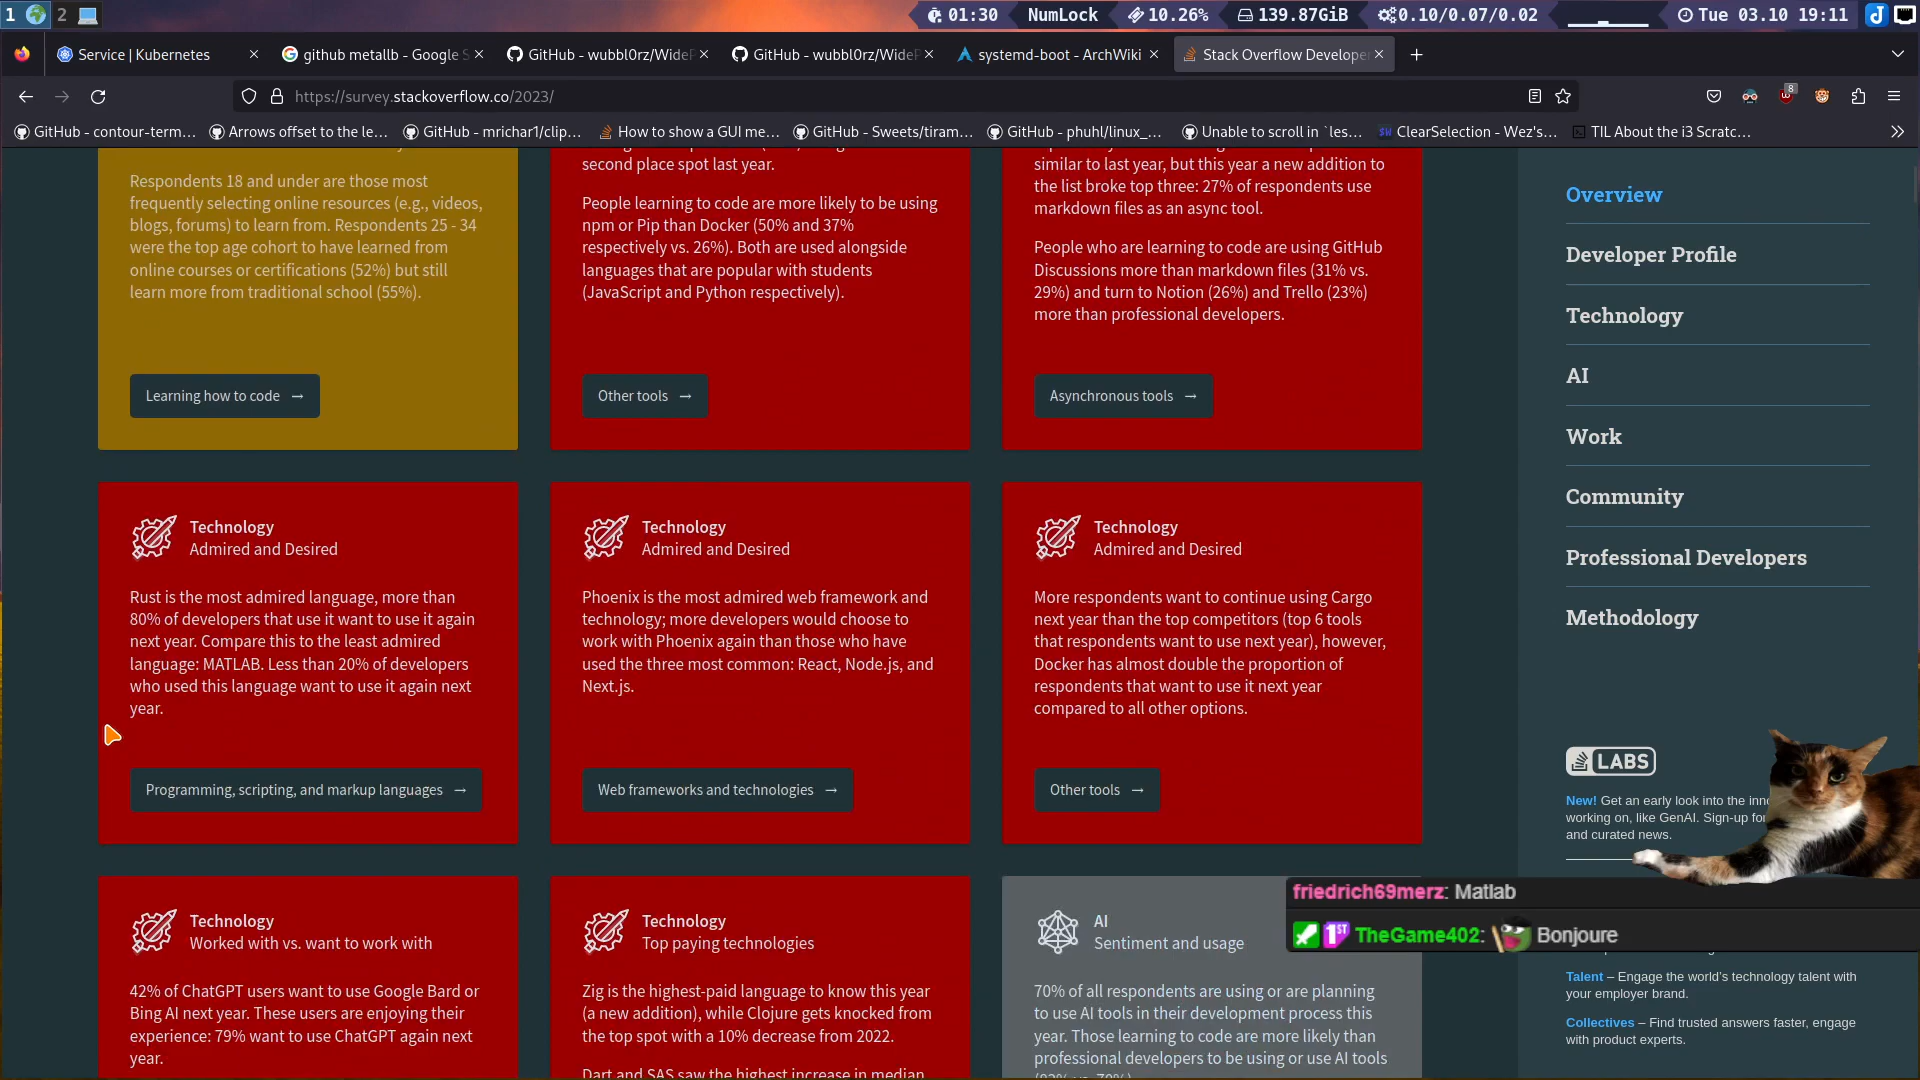 1 2 01:30 NumLock 10.26% 139.87GiB 0.10/0.07/0.02 Tue 03.10 19:11
Service | Kubernetes
github metallb - Google S
GitHub - wubbl0rz/WideP
GitHub - wubbl0rz/WideP
systemd-boot - ArchWiki
Stack Overflow Develope
https://survey.stackoverflow.co/2023/
8
GitHub - contour-term…
Arrows offset to the le…
GitHub - mrichar1/clip…
How to show a GUI me…
GitHub - Sweets/tiram…
GitHub - phuhl/linux_…
Unable to scroll in `les…
ClearSelection - Wez's…
TIL About the i3 Scratc…
Respondents 18 and under are those most
frequently selecting online resources (e.g., videos,
blogs, forums) to learn from. Respondents 25 - 34
were the top age cohort to have learned from
online courses or certifications (52%) but still
learn more from traditional school (55%).
Learning how to code →
second place spot last year.
People learning to code are more likely to be using
npm or Pip than Docker (50% and 37%
respectively vs. 26%). Both are used alongside
languages that are popular with students
(JavaScript and Python respectively).
Other tools →
similar to last year, but this year a new addition to
the list broke top three: 27% of respondents use
markdown files as an async tool.
People who are learning to code are using GitHub
Discussions more than markdown files (31% vs.
29%) and turn to Notion (26%) and Trello (23%)
more than professional developers.
Asynchronous tools →
Technology
Admired and Desired
Rust is the most admired language, more than
80% of developers that use it want to use it again
next year. Compare this to the least admired
language: MATLAB. Less than 20% of developers
who used this language want to use it again next
year.
Programming, scripting, and markup languages →
Technology
Admired and Desired
Phoenix is the most admired web framework and
technology; more developers would choose to
work with Phoenix again than those who have
used the three most common: React, Node.js, and
Next.js.
Web frameworks and technologies →
Technology
Admired and Desired
More respondents want to continue using Cargo
next year than the top competitors (top 6 tools
that respondents want to use next year), however,
Docker has almost double the proportion of
respondents that want to use it next year
compared to all other options.
Other tools →
Technology
Worked with vs. want to work with
42% of ChatGPT users want to use Google Bard or
Bing AI next year. These users are enjoying their
experience: 79% want to use ChatGPT again next
year.
Technology
Top paying technologies
Zig is the highest-paid language to know this year
(a new addition), while Clojure gets knocked from
the top spot with a 10% decrease from 2022.
Dart and SAS saw the highest increase in median
AI
Sentiment and usage
70% of all respondents are using or are planning
to use AI tools in their development process this
year. Those learning to code are more likely than
professional developers to be using or use AI tools
Overview
Developer Profile
Technology
AI
Work
Community
Professional Developers
Methodology
LABS
New! Get an early look into the
working on, like GenAI. Sign-up
and curated news.
friedrich69merz: Matlab
1ST TheGame402: Bonjoure
Talent – Engage the world's technology talent with
your employer brand.
Collectives – Find trusted answers faster, engage
with product experts.